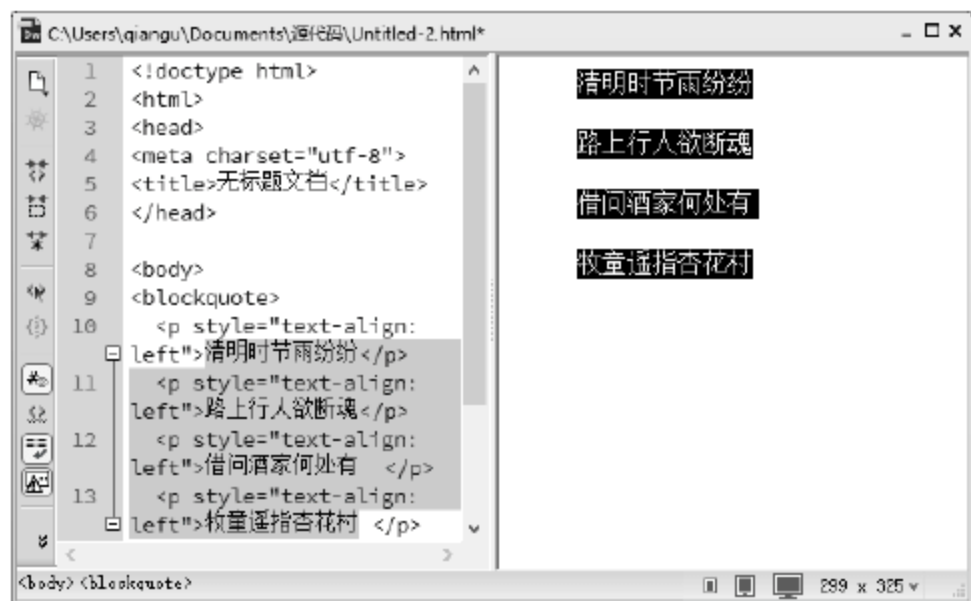 C:\Users\qiangu\Documents\源代码\Untitled-2.html*
1 <!doctype html>
2 <html>
3 <head>
4 <meta charset="utf-8">
5 <title>无标题文档</title>
6 </head>
7
8 <body>
9 <blockquote>
10 <p style="text-align:
left">清明时节雨纷纷</p>
11 <p style="text-align:
left">路上行人欲断魂</p>
12 <p style="text-align:
left">借问酒家何处有 </p>
13 <p style="text-align:
left">牧童遥指杏花村 </p>
清明时节雨纷纷
路上行人欲断魂
借问酒家何处有
牧童遥指杏花村
<body> <blockquote>
299 x 325